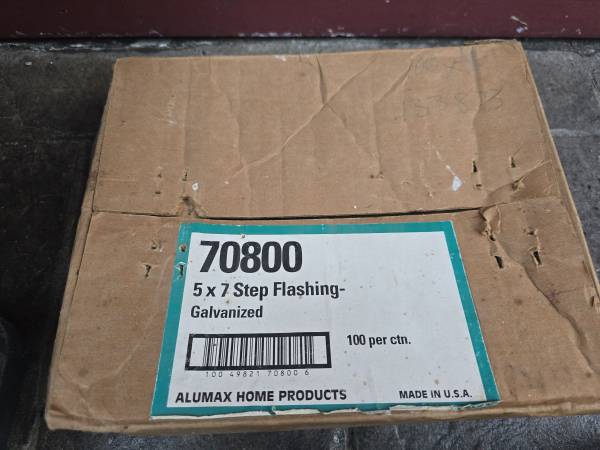 70800
5 x 7 Step Flashing-
Galvanized
100 per ctn.
100 49821 70800 6
ALUMAX HOME PRODUCTS
MADE IN U.S.A.